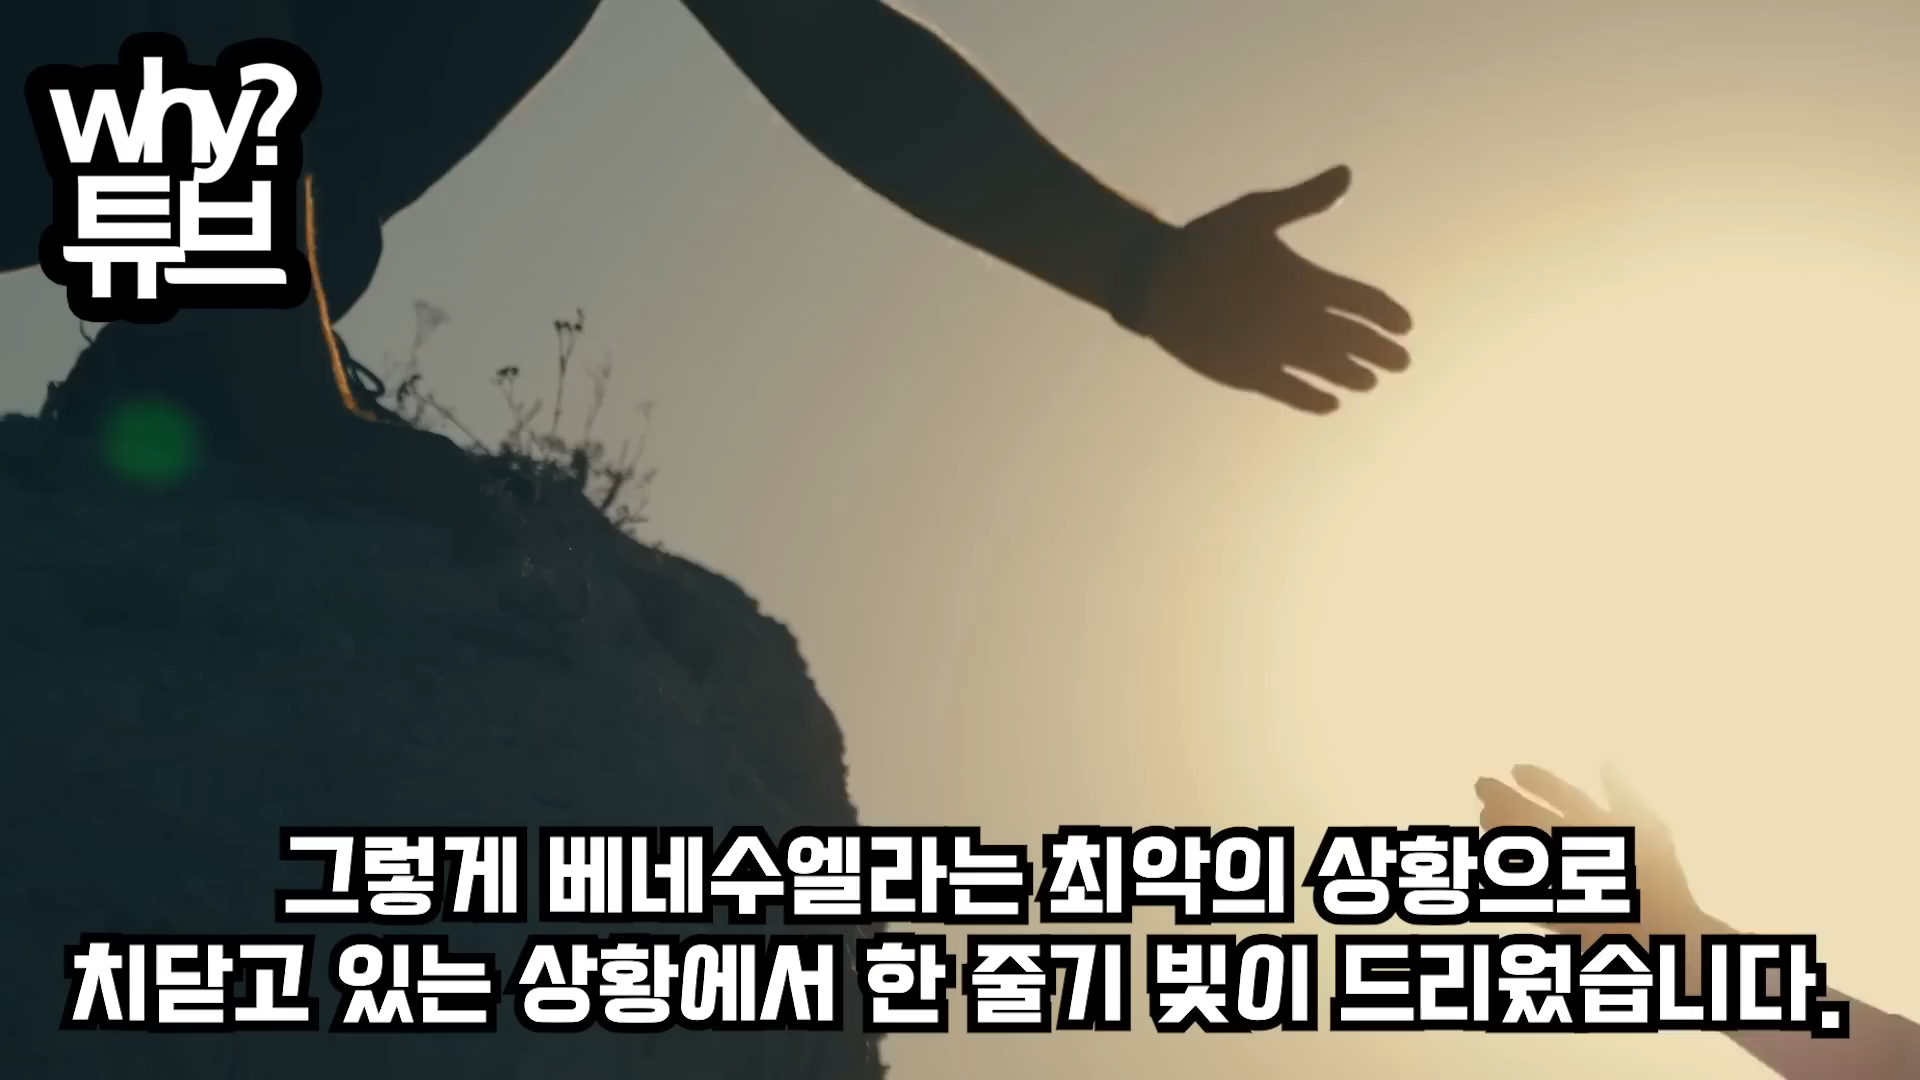 why?
튜브
그렇게 베네수엘라는 최악의 상황으로
치닫고 있는 상황에서 한 줄기 빛이 드리웠습니다.